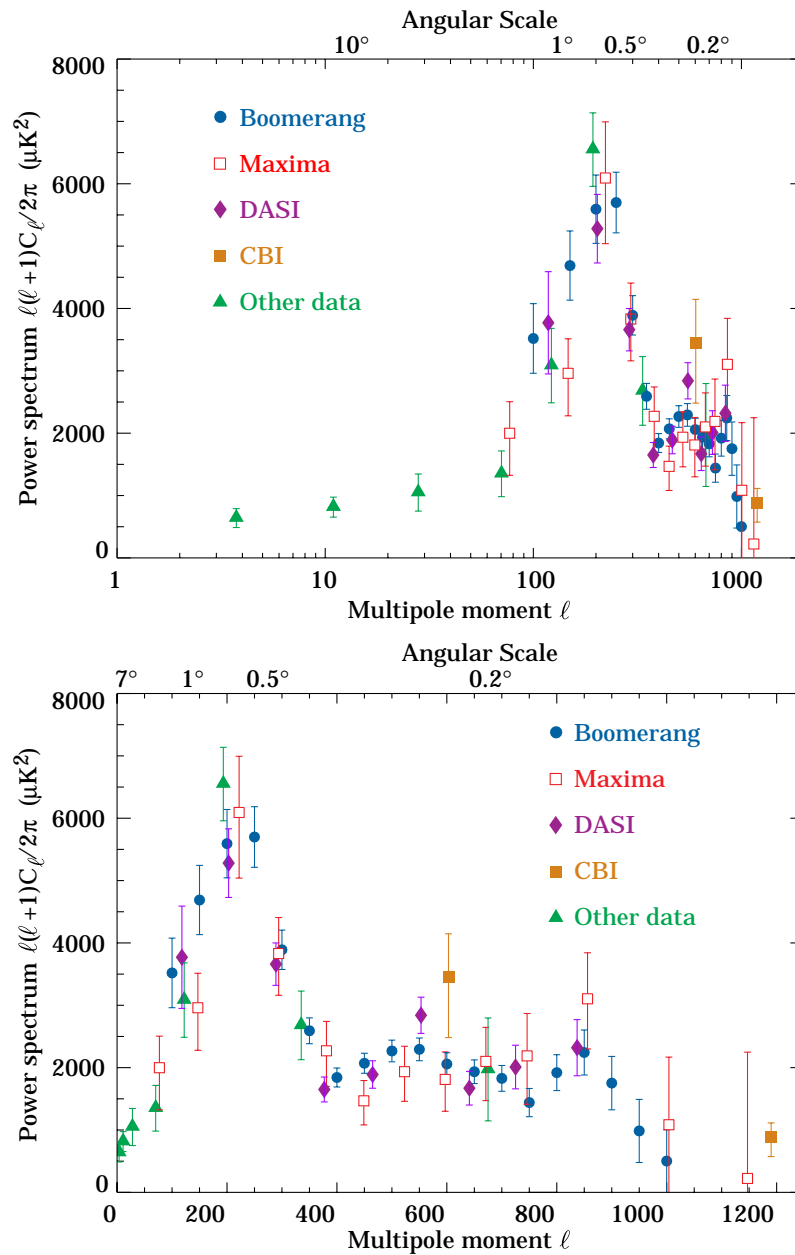 Angular Scale
10° 1° 0.5° 0.2°
8000
6000
4000
2000
0
Power spectrum ℓ(ℓ+1)Cℓ/2π (μK²)
Boomerang
Maxima
DASI
CBI
Other data
1 10 100 1000
Multipole moment ℓ
Angular Scale
7° 1° 0.5° 0.2°
8000
6000
4000
2000
0
Power spectrum ℓ(ℓ+1)Cℓ/2π (μK²)
Boomerang
Maxima
DASI
CBI
Other data
0 200 400 600 800 1000 1200
Multipole moment ℓ